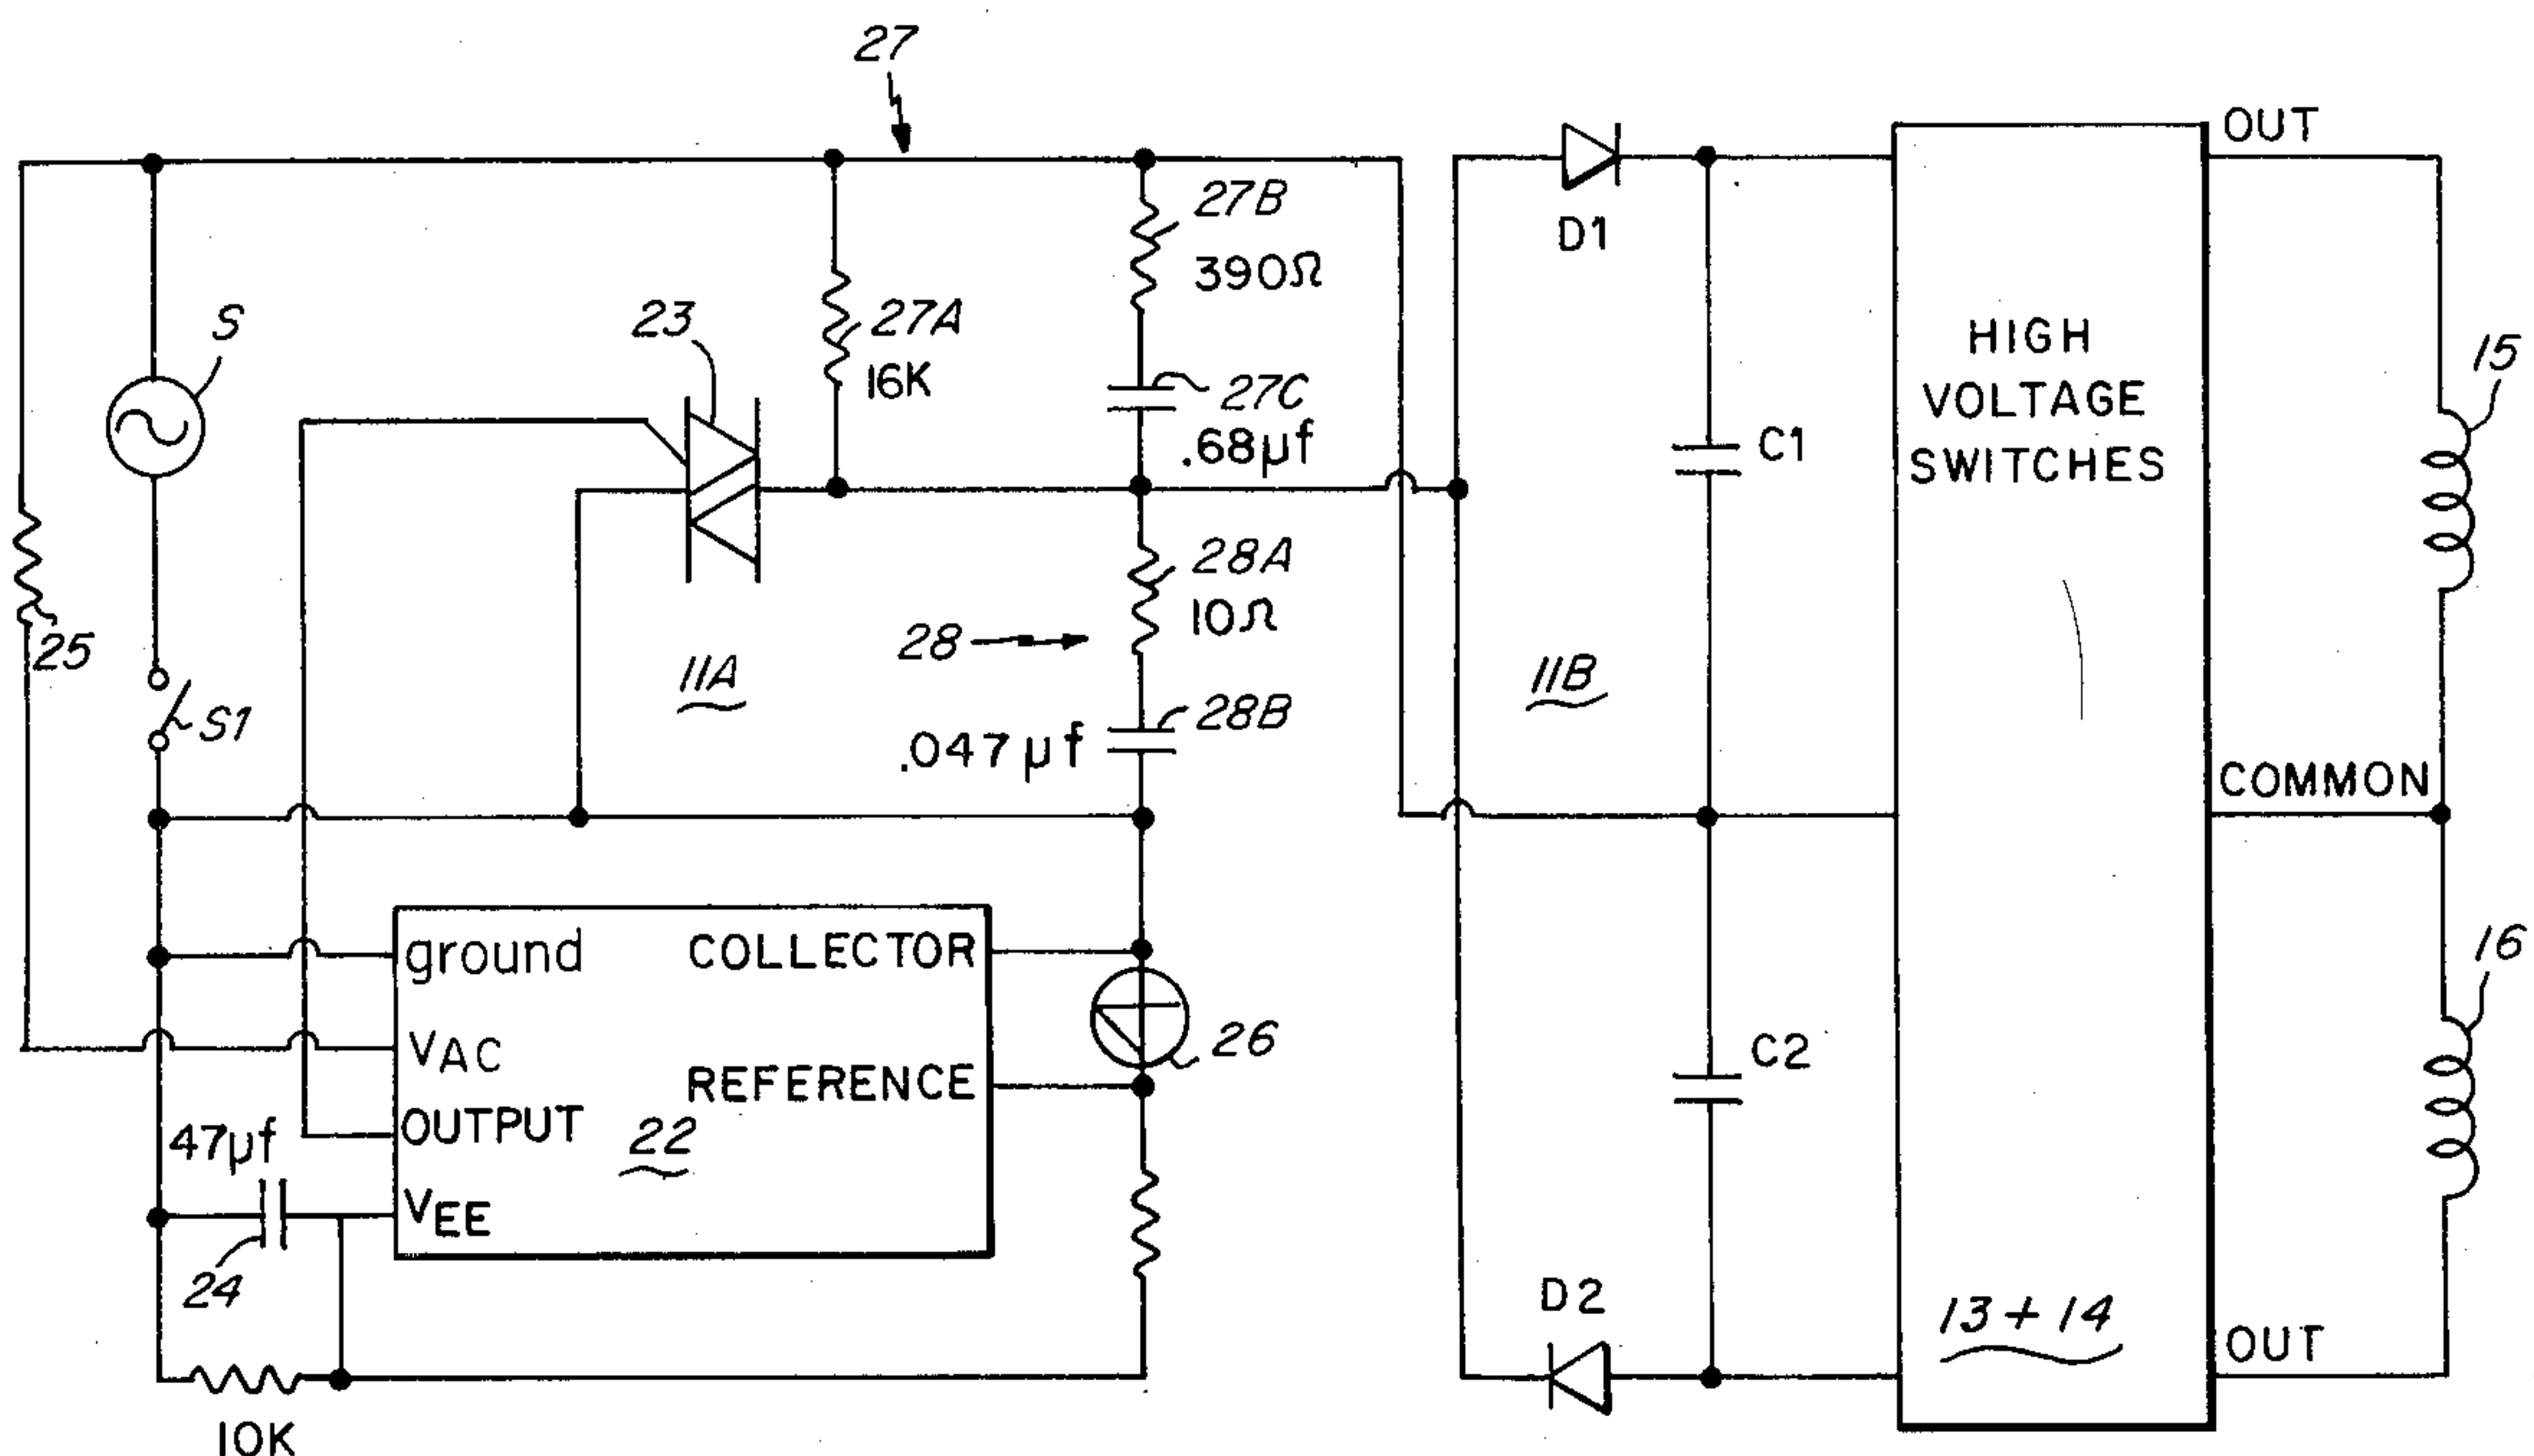 27
OUT
27B
390Ω
D1
S
23
27A
16K
27C
.68µf
C1
HIGH
VOLTAGE
SWITCHES
15
28A
10Ω
28
25
11A
11B
S1
28B
.047µf
COMMON
ground
COLLECTOR
VAC
REFERENCE
26
C2
16
47µf
OUTPUT
22
VEE
24
D2
13+14
OUT
10K